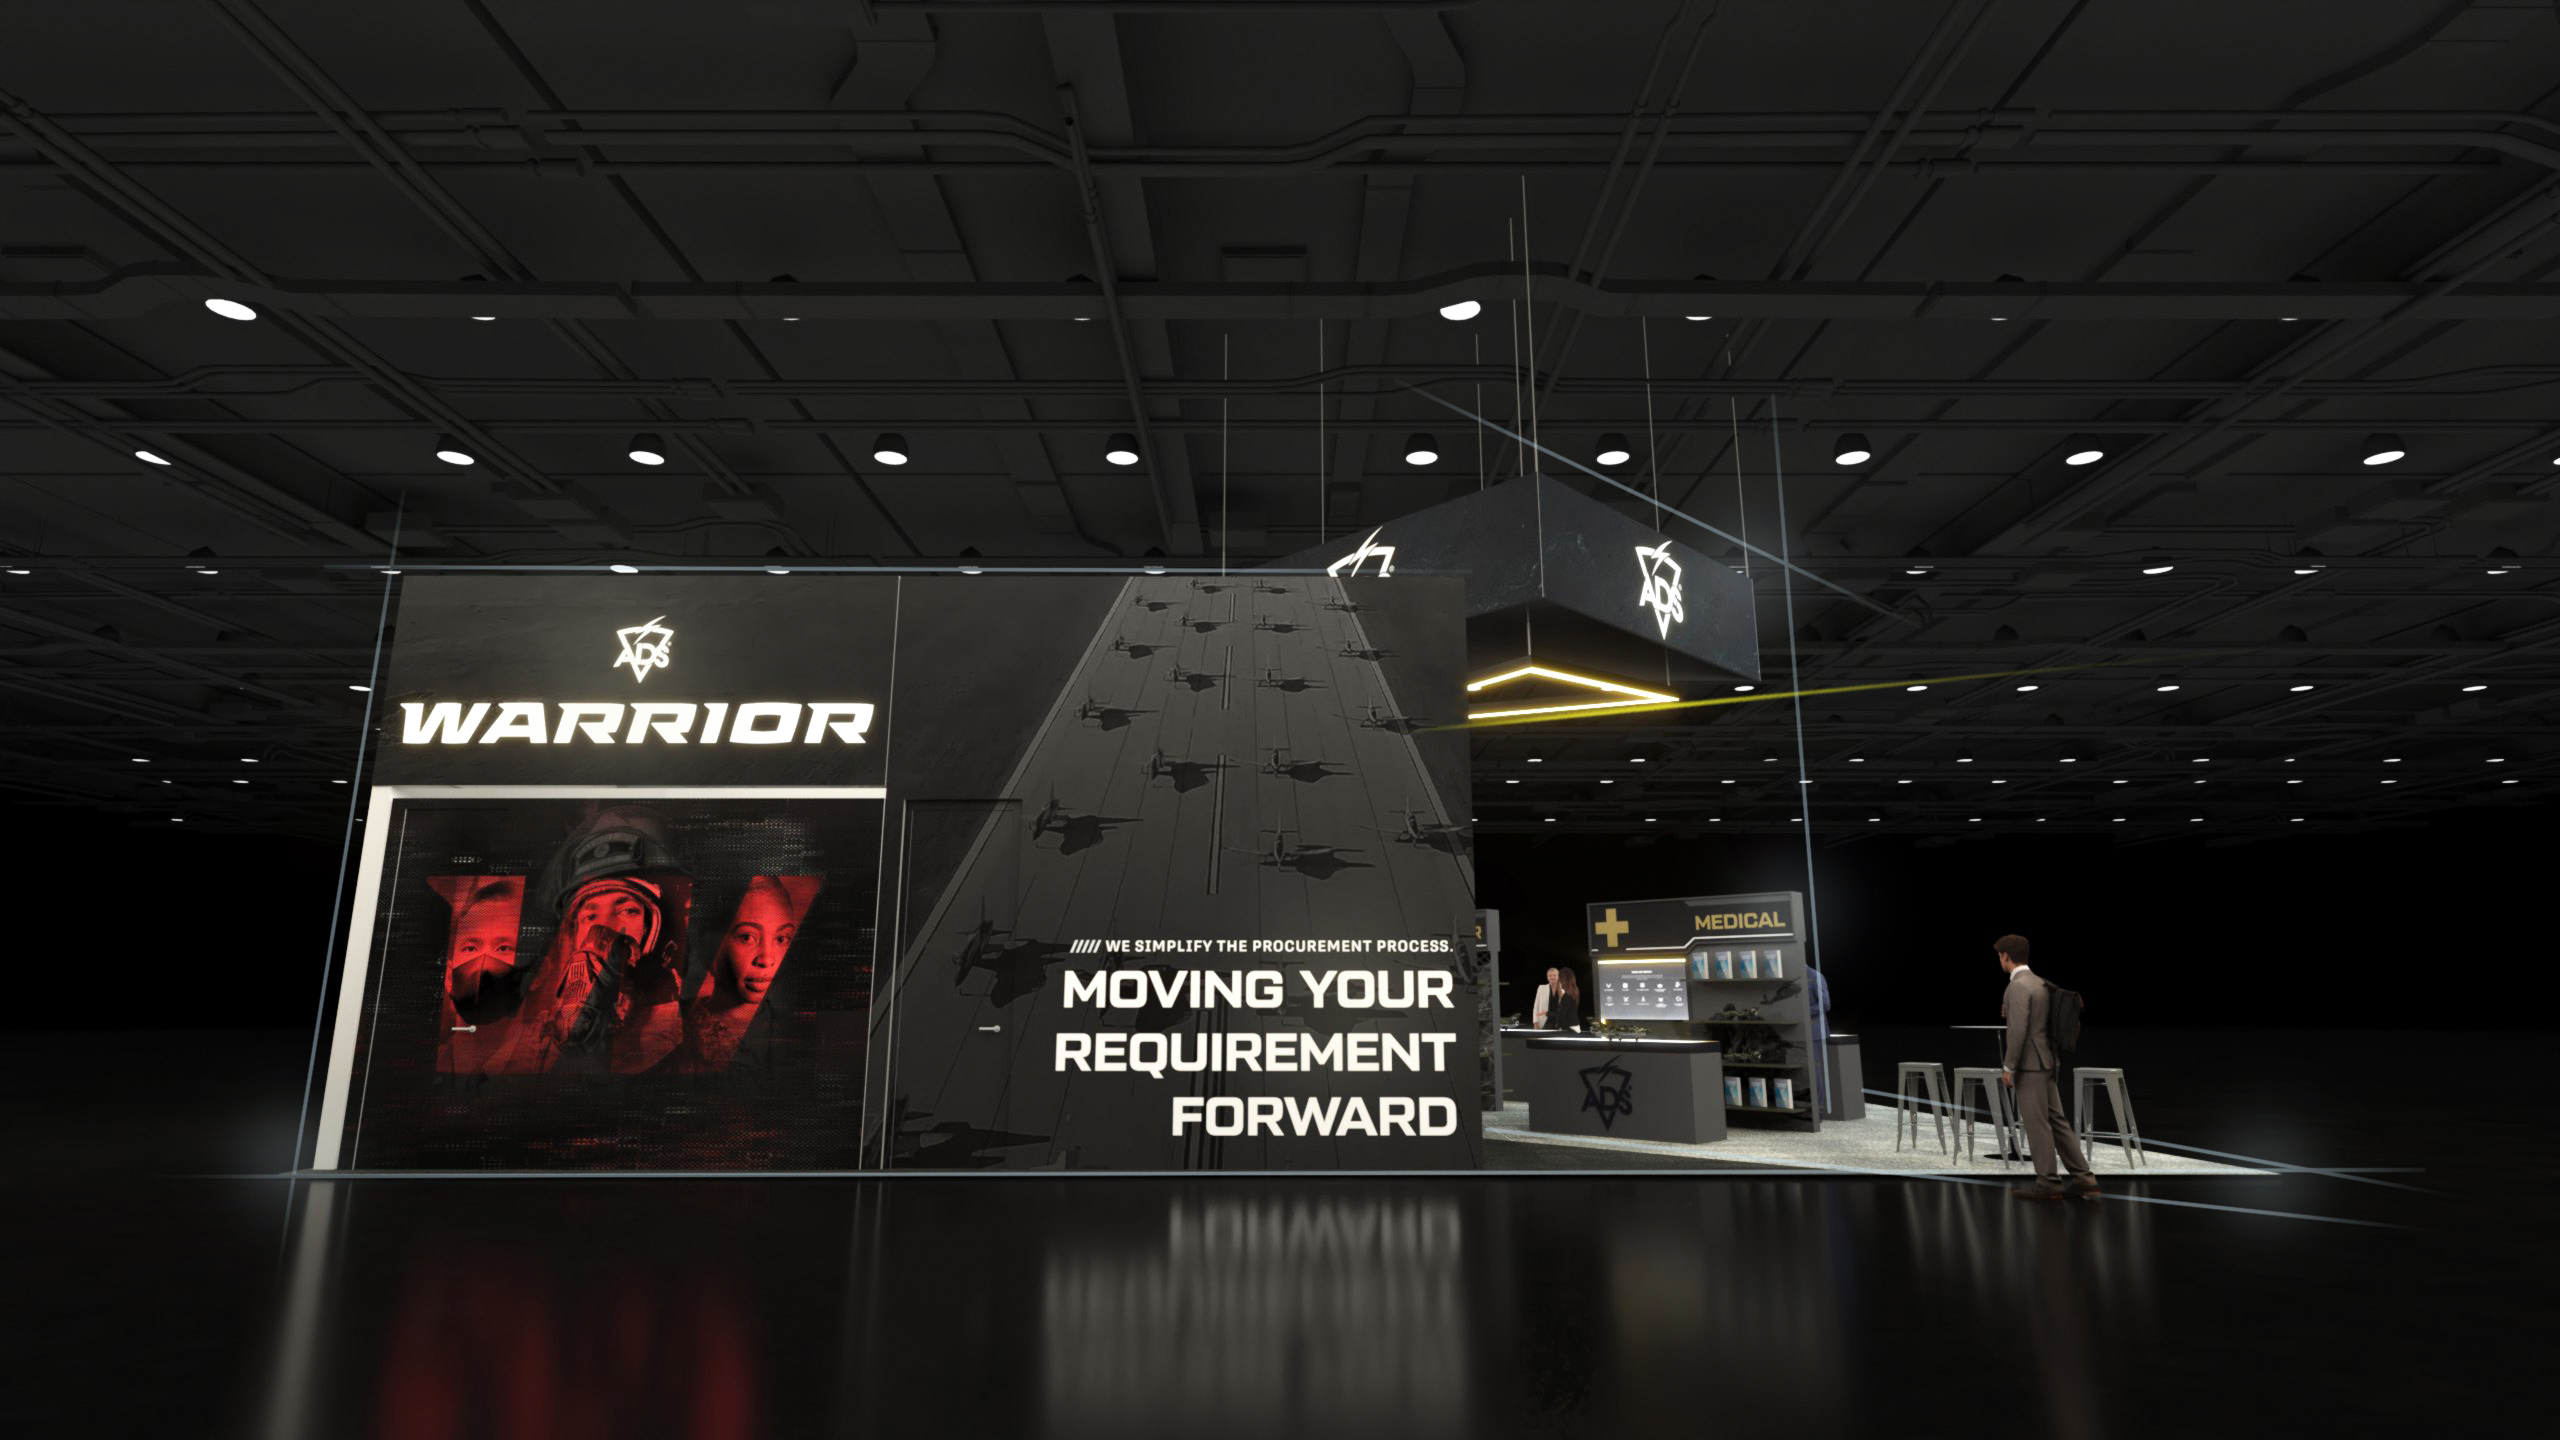 ADS
WARRIOR
W
///// WE SIMPLIFY THE PROCUREMENT PROCESS.
MOVING YOUR
REQUIREMENT
FORWARD
ADS
R
MEDICAL
ADS